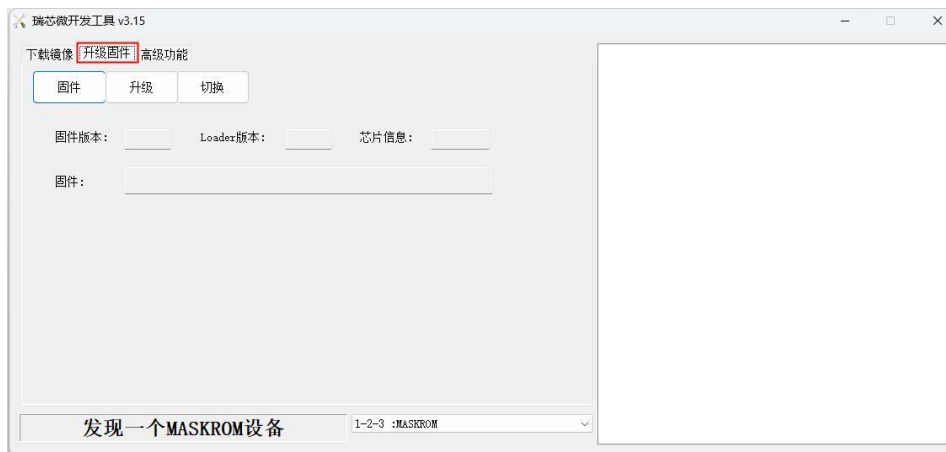 瑞芯微开发工具 v3.15
下载镜像 升级固件 高级功能
固件 升级 切换
固件版本: Loader版本: 芯片信息:
固件:
发现一个MASKROM设备 1-2-3 :MASKROM